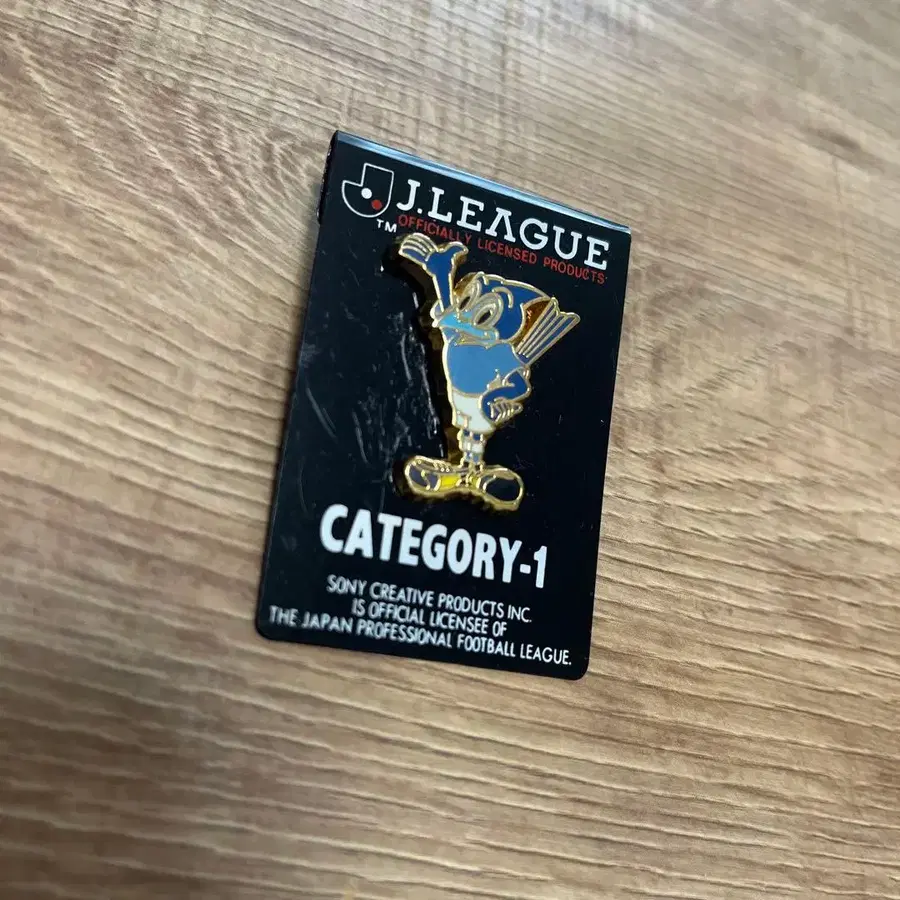 J.LEAGUE
TM
OFFICIALLY LICENSED PRODUCTS
CATEGORY-1
SONY CREATIVE PRODUCTS INC.
IS OFFICIAL LICENSEE OF
THE JAPAN PROFESSIONAL FOOTBALL LEAGUE.